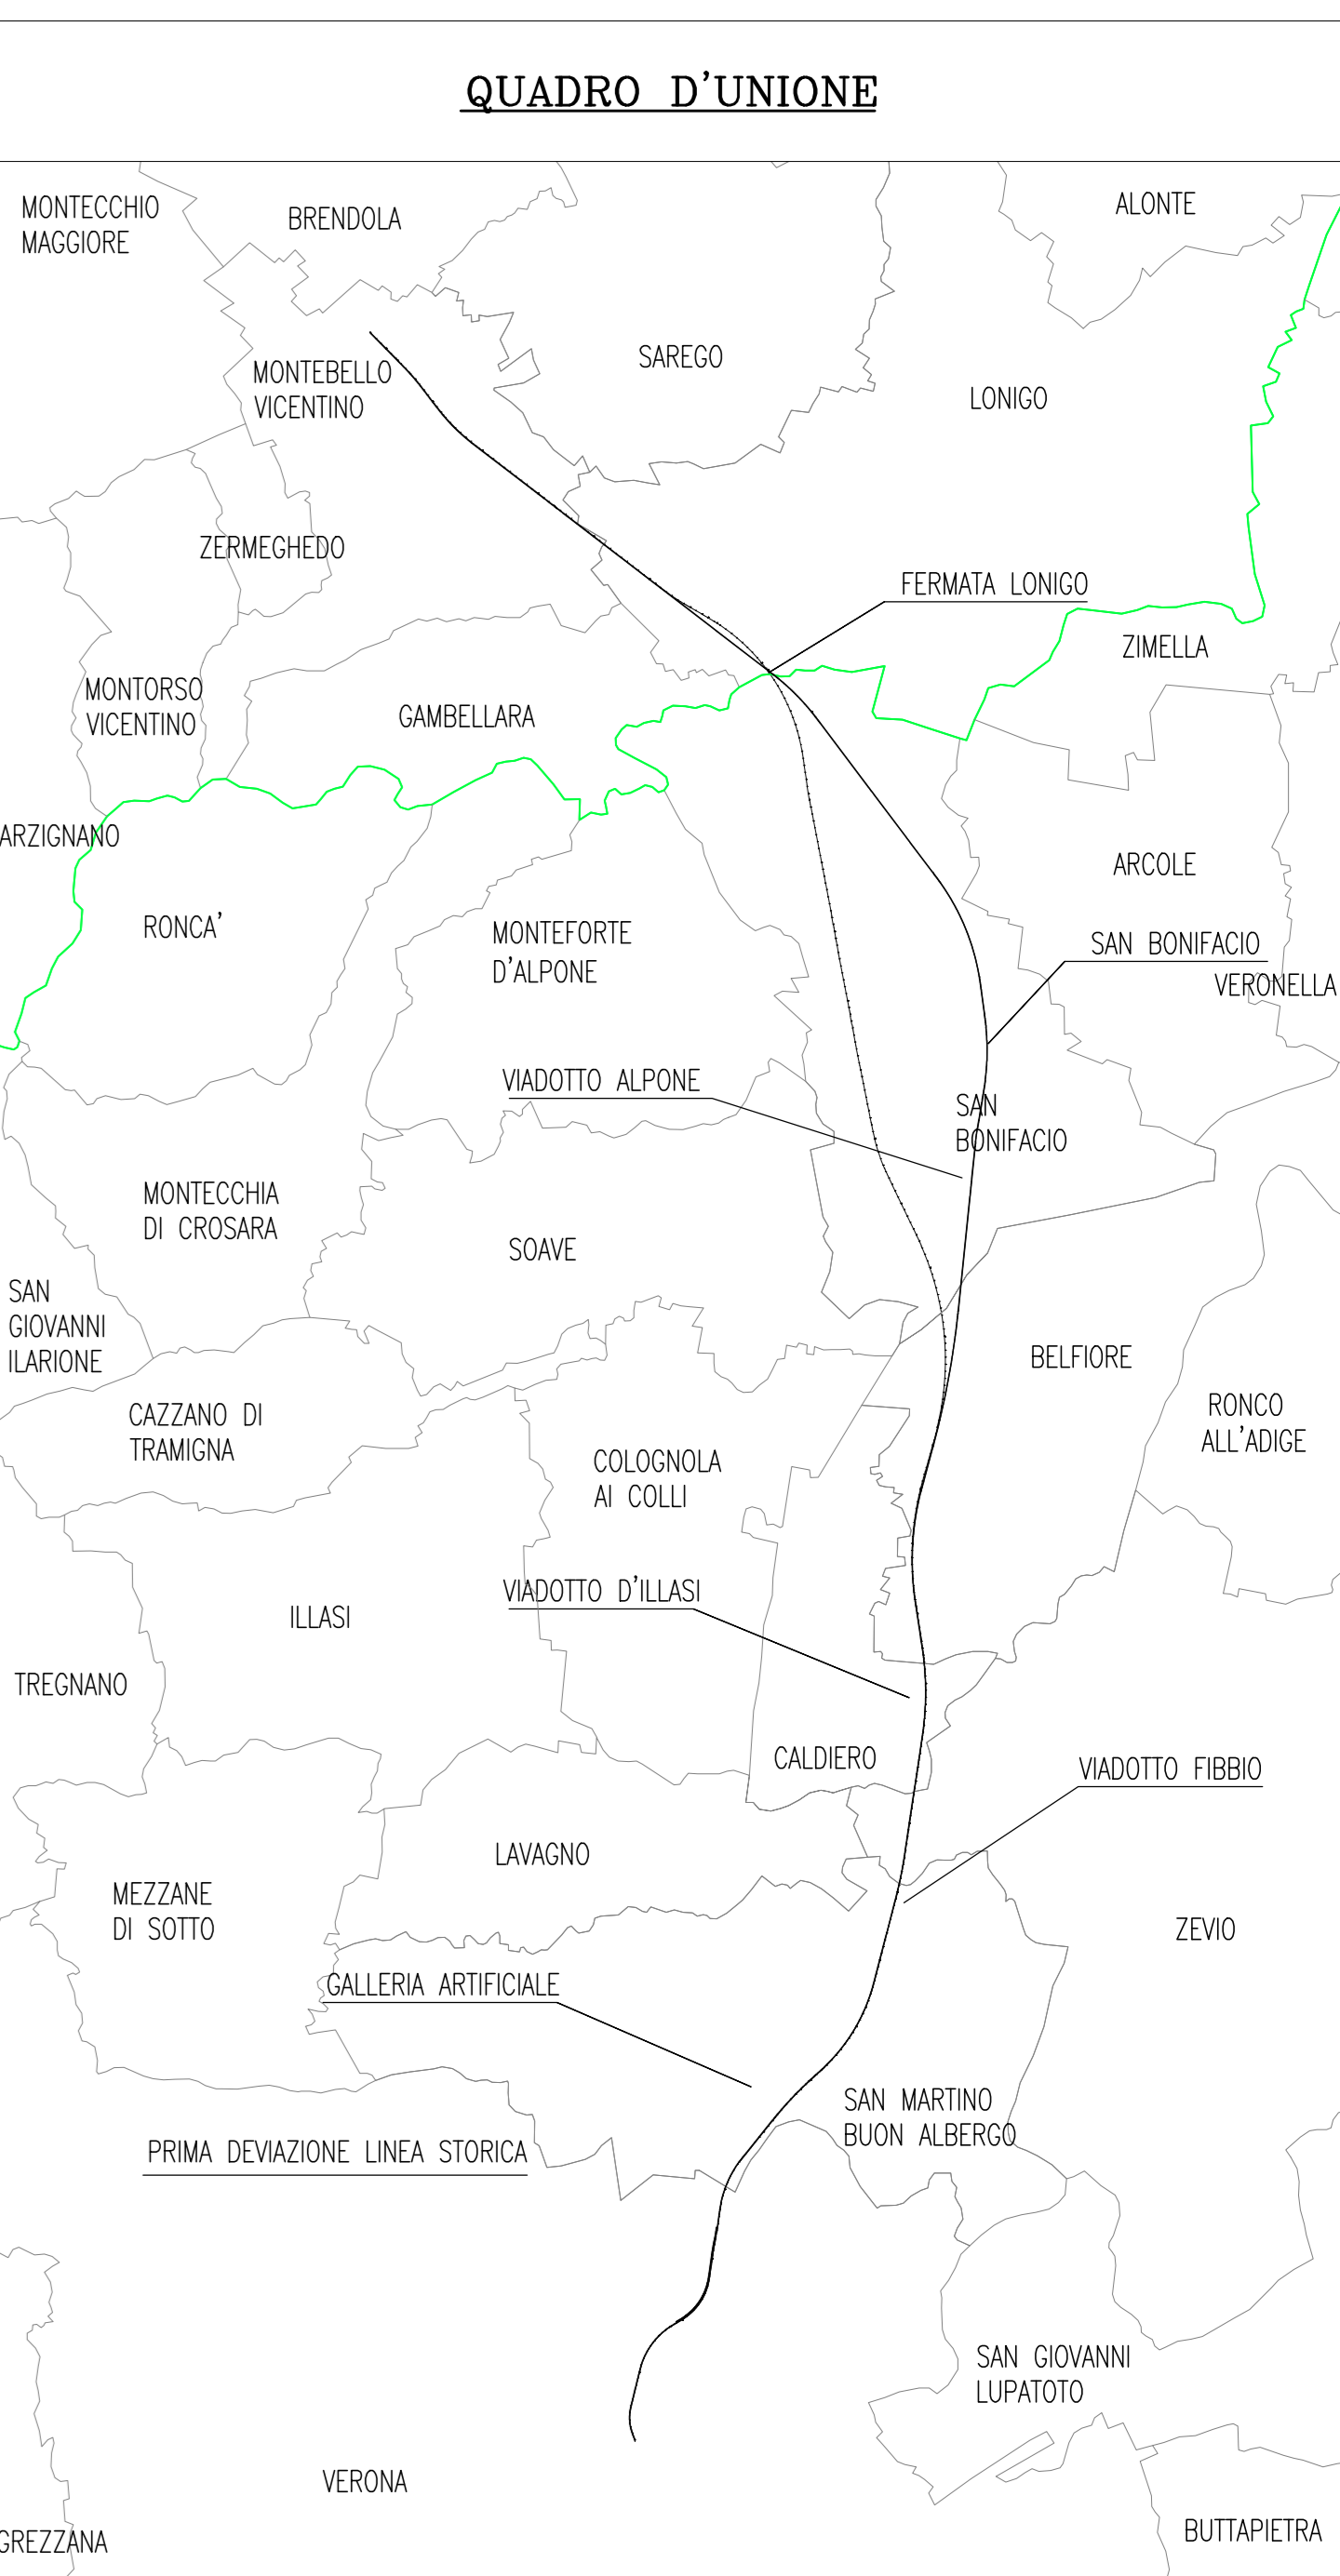 QUADRO D'UNIONE
MONTECCHIO
MAGGIORE
BRENDOLA
ALONTE
SAREGO
MONTEBELLO
VICENTINO
LONIGO
ZERMEGHEDO
FERMATA LONIGO
ZIMELLA
MONTORSO
VICENTINO
GAMBELLARA
ARZIGNANO
ARCOLE
RONCA'
MONTEFORTE
D'ALPONE
SAN BONIFACIO
VERONELLA
VIADOTTO ALPONE
SAN
BONIFACIO
MONTECCHIA
DI CROSARA
SOAVE
SAN
GIOVANNI
ILARIONE
BELFIORE
CAZZANO DI
TRAMIGNA
RONCO
ALL'ADIGE
COLOGNOLA
AI COLLI
VIADOTTO D'ILLASI
ILLASI
TREGNANO
CALDIERO
VIADOTTO FIBBIO
LAVAGNO
MEZZANE
DI SOTTO
ZEVIO
GALLERIA ARTIFICIALE
SAN MARTINO
BUON ALBERGO
PRIMA DEVIAZIONE LINEA STORICA
SAN GIOVANNI
LUPATOTO
VERONA
BUTTAPIETRA
GREZZANA